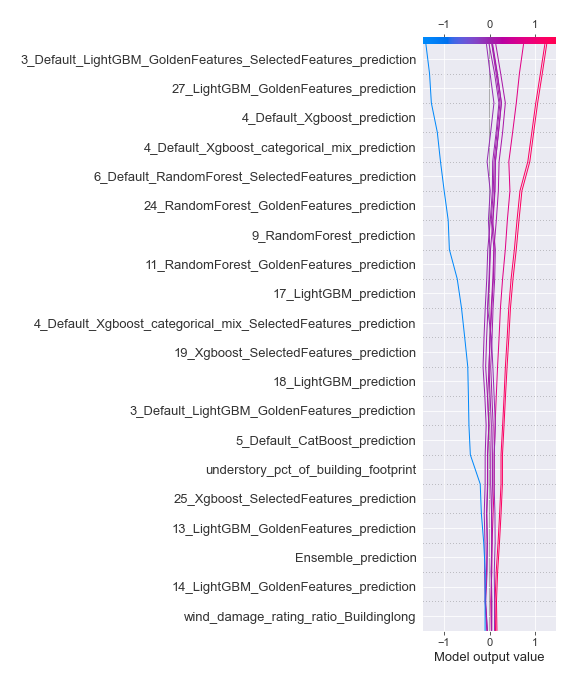 −1 0 1
3_Default_LightGBM_GoldenFeatures_SelectedFeatures_prediction
27_LightGBM_GoldenFeatures_prediction
4_Default_Xgboost_prediction
4_Default_Xgboost_categorical_mix_prediction
6_Default_RandomForest_SelectedFeatures_prediction
24_RandomForest_GoldenFeatures_prediction
9_RandomForest_prediction
11_RandomForest_GoldenFeatures_prediction
17_LightGBM_prediction
4_Default_Xgboost_categorical_mix_SelectedFeatures_prediction
19_Xgboost_SelectedFeatures_prediction
18_LightGBM_prediction
3_Default_LightGBM_GoldenFeatures_prediction
5_Default_CatBoost_prediction
understory_pct_of_building_footprint
25_Xgboost_SelectedFeatures_prediction
13_LightGBM_GoldenFeatures_prediction
Ensemble_prediction
14_LightGBM_GoldenFeatures_prediction
wind_damage_rating_ratio_Buildinglong
−1 0 1
Model output value